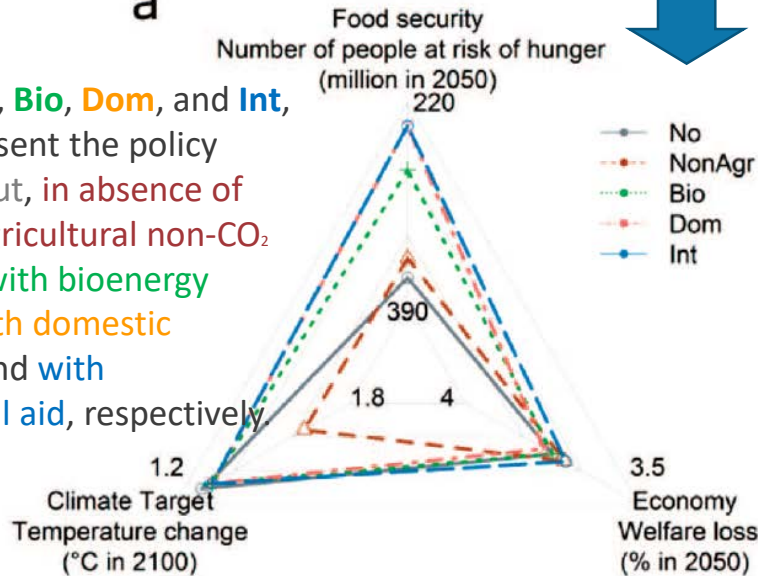 a
Food security
Number of people at risk of hunger
(million in 2050)
220
, Bio, Dom, and Int,
sent the policy
ut, in absence of
ricultural non-CO₂
with bioenergy
th domestic
nd with
l aid, respectively.
No
NonAgr
Bio
Dom
Int
390
1.8
4
1.2
3.5
Climate Target
Temperature change
(°C in 2100)
Economy
Welfare loss
(% in 2050)